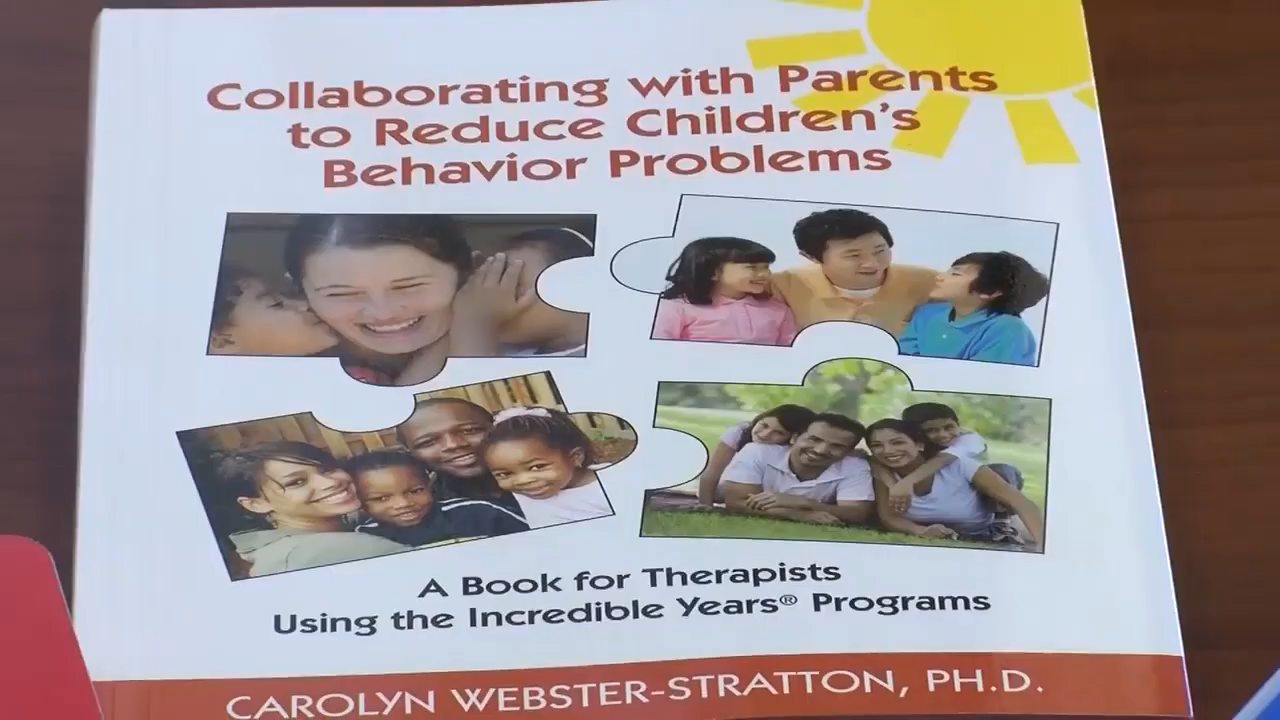 Collaborating with Parents
to Reduce Children's
Behavior Problems
A Book for Therapists
Using the Incredible Years® Programs
CAROLYN WEBSTER-STRATTON, PH.D.